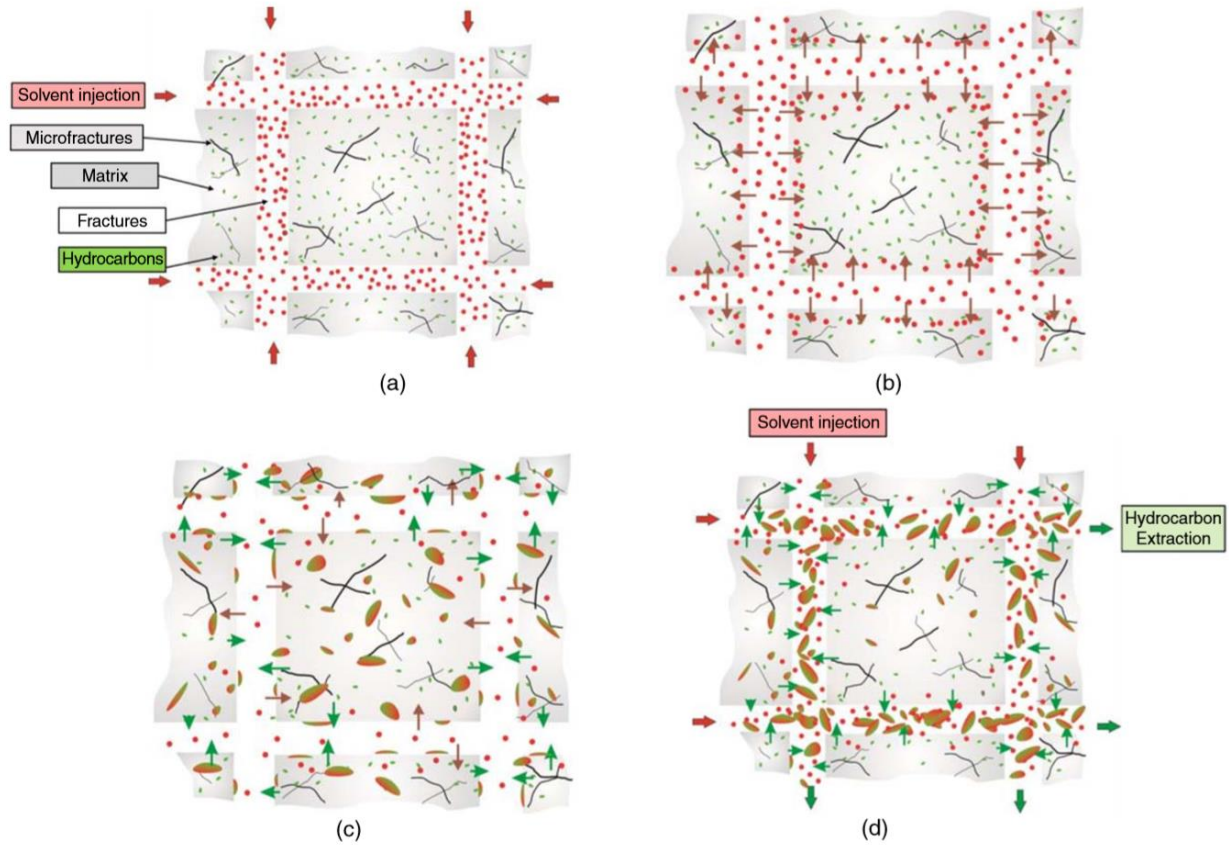 Solvent injection
Microfractures
Matrix
Fractures
Hydrocarbons
(a)
(b)
(c)
Solvent injection
Hydrocarbon
Extraction
(d)